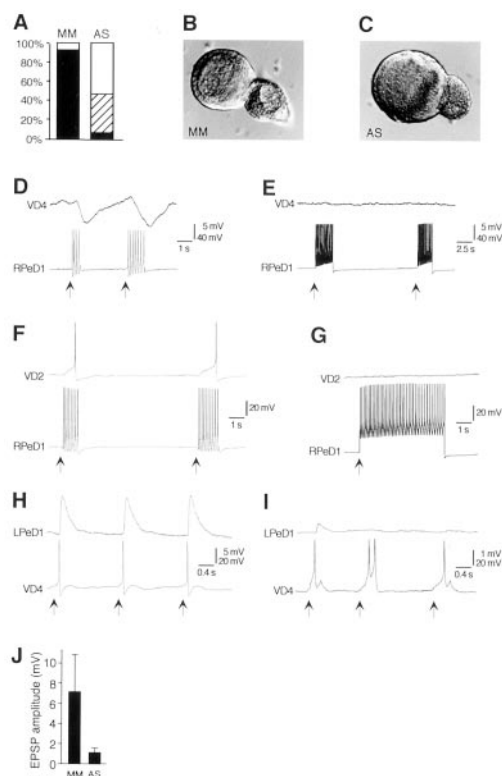 A
MM AS
100%
80%
60%
40%
20%
0%
B
MM
C
AS
D
VD4
RPeD1
5 mV
40 mV
1 s
E
VD4
RPeD1
5 mV
40 mV
2.5 s
F
VD2
RPeD1
20 mV
1 s
G
VD2
RPeD1
20 mV
1 s
H
LPeD1
VD4
5 mV
20 mV
0.4 s
I
LPeD1
VD4
1 mV
20 mV
0.4 s
J
EPSP amplitude (mV)
10
8
6
4
2
0
MM AS